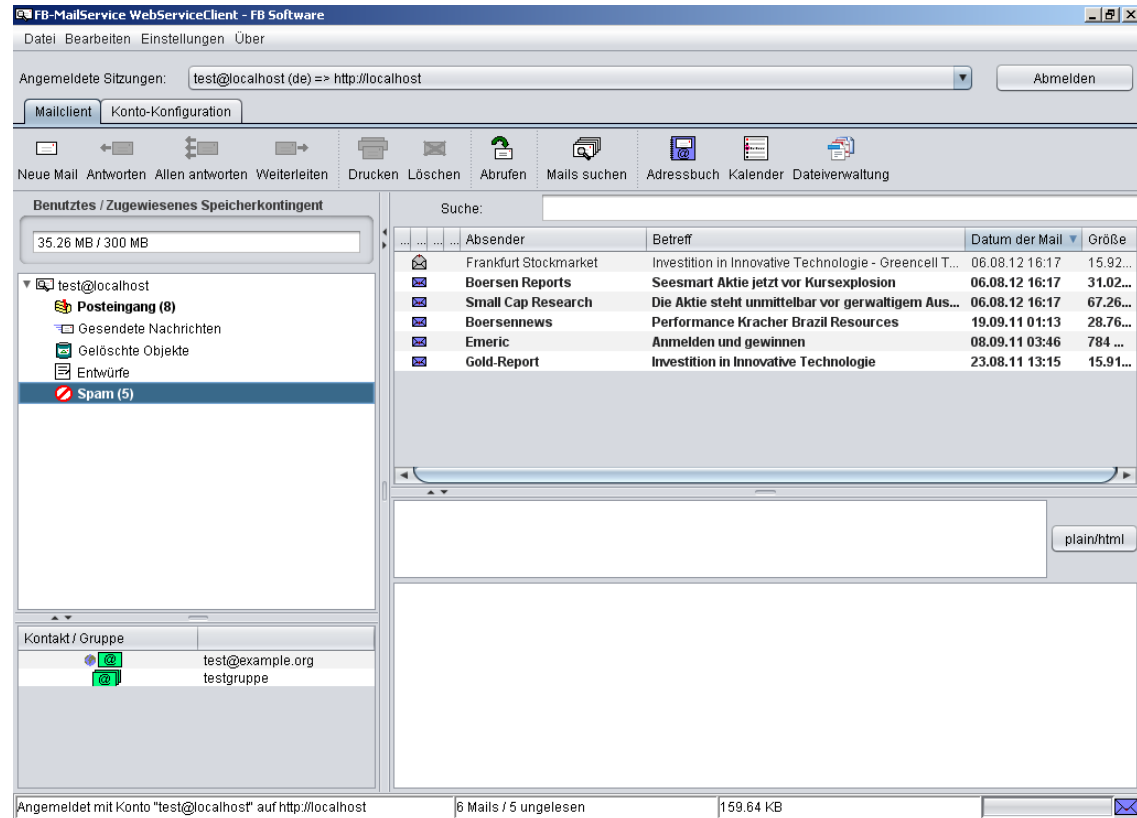 FB-MailService WebServiceClient - FB Software
Datei Bearbeiten Einstellungen Über
Angemeldete Sitzungen: test@localhost (de) => http://localhost Abmelden
Mailclient Konto-Konfiguration
Neue Mail Antworten Allen antworten Weiterleiten Drucken Löschen Abrufen Mails suchen Adressbuch Kalender Dateiverwaltung
Benutztes / Zugewiesenes Speicherkontingent
35.26 MB / 300 MB
test@localhost
Posteingang (8)
Gesendete Nachrichten
Gelöschte Objekte
Entwürfe
Spam (5)
Kontakt / Gruppe
@ test@example.org
@ testgruppe
Suche:
... ... ... ... Absender Betreff Datum der Mail Größe
Frankfurt Stockmarket Investition in Innovative Technologie - Greencell T... 06.08.12 16:17 15.92...
Boersen Reports Seesmart Aktie jetzt vor Kursexplosion 06.08.12 16:17 31.02...
Small Cap Research Die Aktie steht unmittelbar vor gerwaltigem Aus... 06.08.12 16:17 67.26...
Boersennews Performance Kracher Brazil Resources 19.09.11 01:13 28.76...
Emeric Anmelden und gewinnen 08.09.11 03:46 784 ...
Gold-Report Investition in Innovative Technologie 23.08.11 13:15 15.91...
plain/html
Angemeldet mit Konto "test@localhost" auf http://localhost 6 Mails / 5 ungelesen 159.64 KB